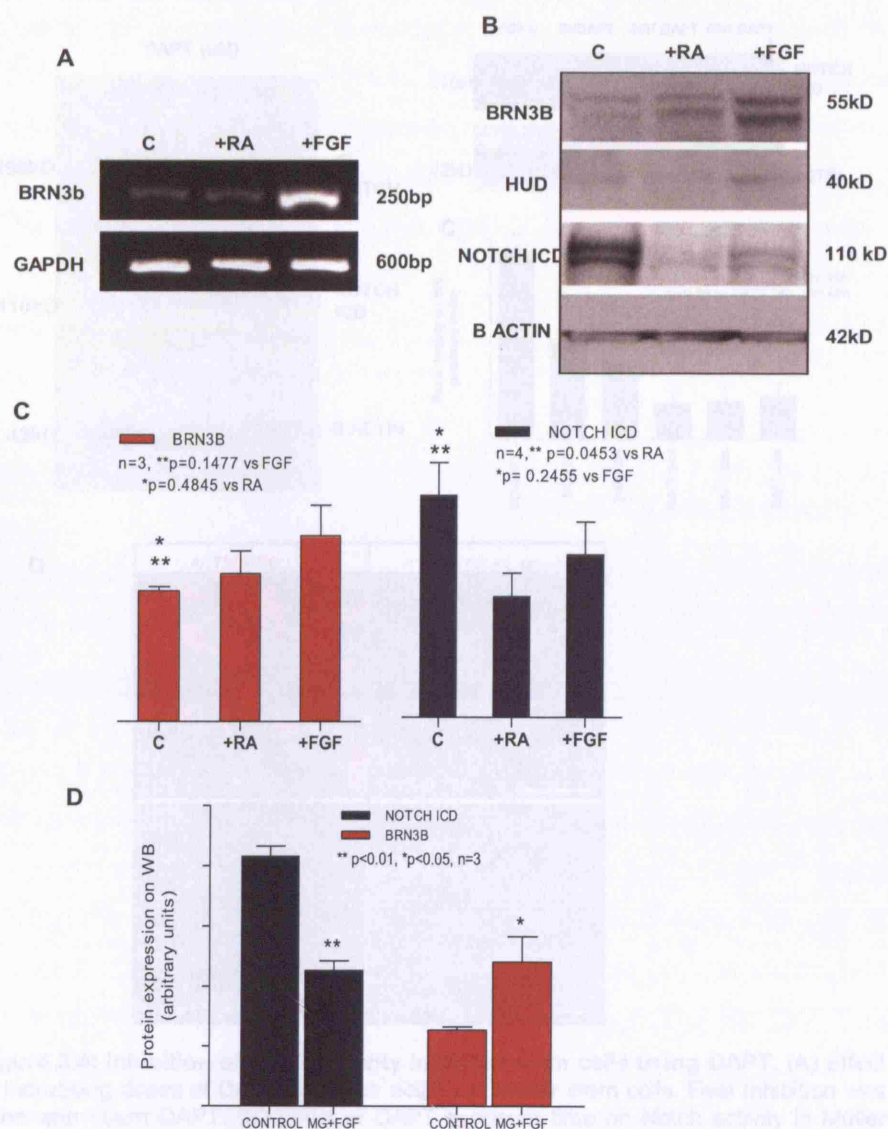 A
C +RA +FGF
BRN3b 250bp
GAPDH 600bp
B
C +RA +FGF
BRN3B 55kD
HUD 40kD
NOTCH ICD 110 kD
B ACTIN 42kD
C
BRN3B
n=3, **p=0.1477 vs FGF
*p=0.4845 vs RA
*
**
C +RA +FGF
NOTCH ICD
n=4,** p=0.0453 vs RA
*p= 0.2455 vs FGF
*
**
C +RA +FGF
D
Protein expression on WB
(arbitrary units)
NOTCH ICD
BRN3B
** p<0.01, *p<0.05, n=3
**
*
CONTROL MG+FGF CONTROL MG+FGF